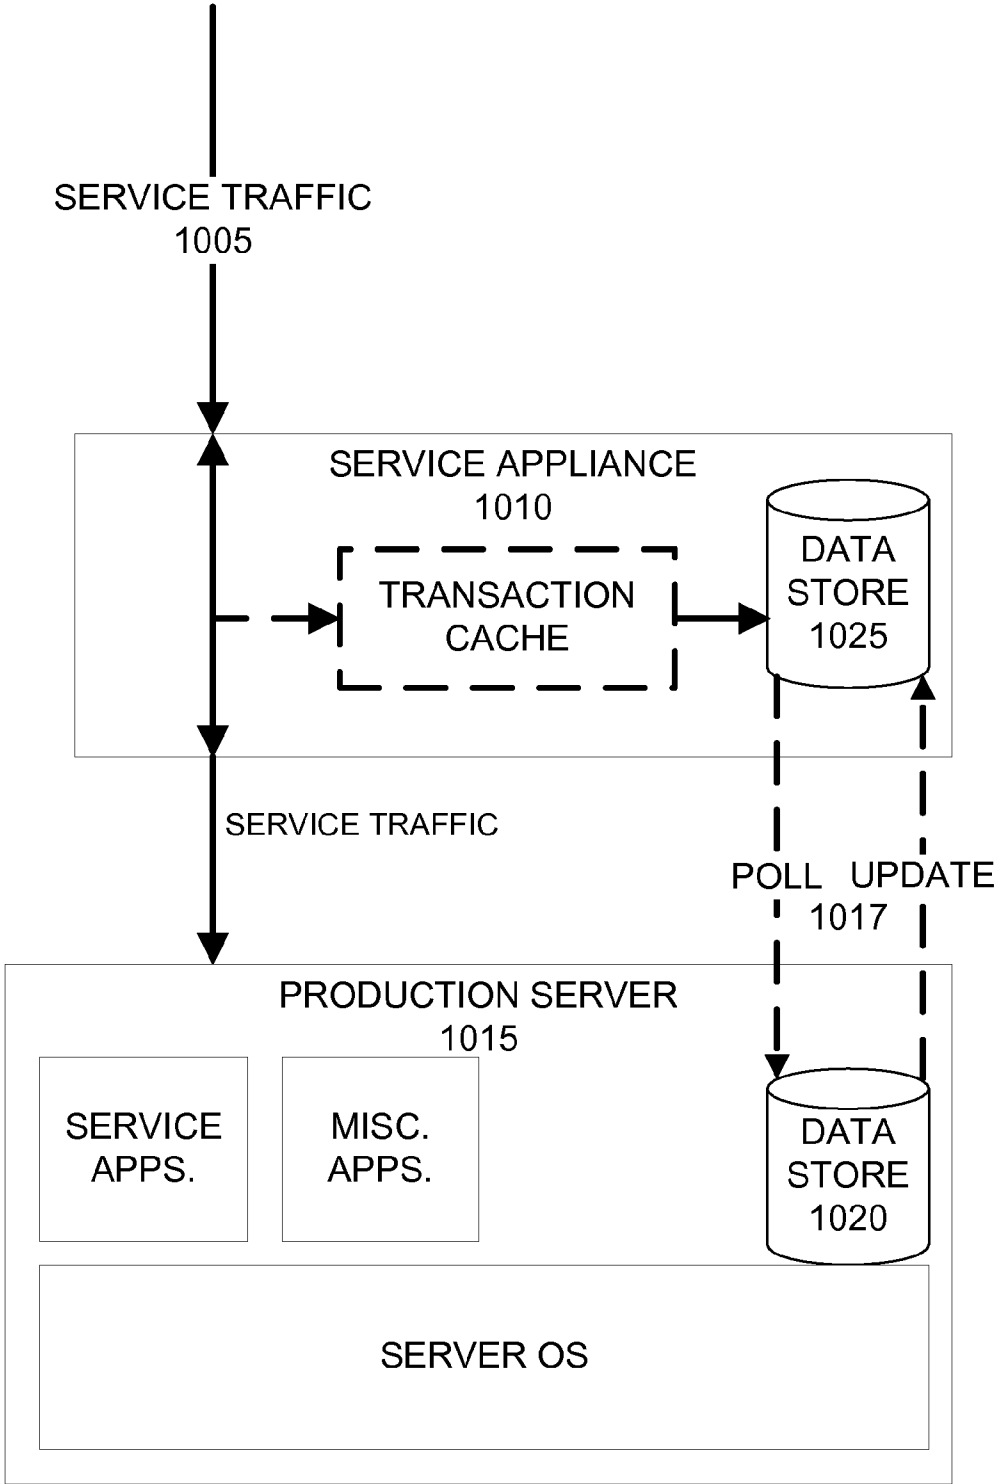 SERVICE TRAFFIC
1005
SERVICE APPLIANCE
1010
TRANSACTION
CACHE
DATA
STORE
1025
SERVICE TRAFFIC
POLL UPDATE
1017
PRODUCTION SERVER
1015
SERVICE
APPS.
MISC.
APPS.
DATA
STORE
1020
SERVER OS